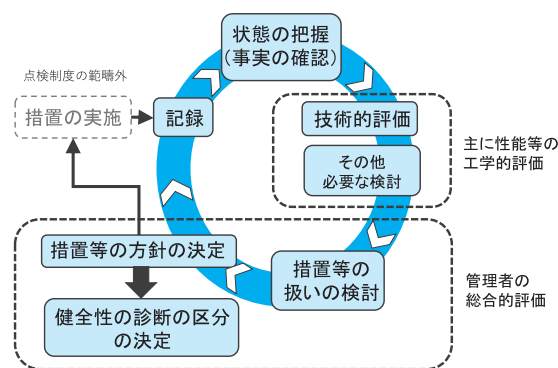 状態の把握
（事実の確認）
点検制度の範疇外
措置の実施
記録
技術的評価
その他
必要な検討
主に性能等の
工学的評価
措置等の方針の決定
措置等の
扱いの検討
健全性の診断の区分
の決定
管理者の
総合的評価